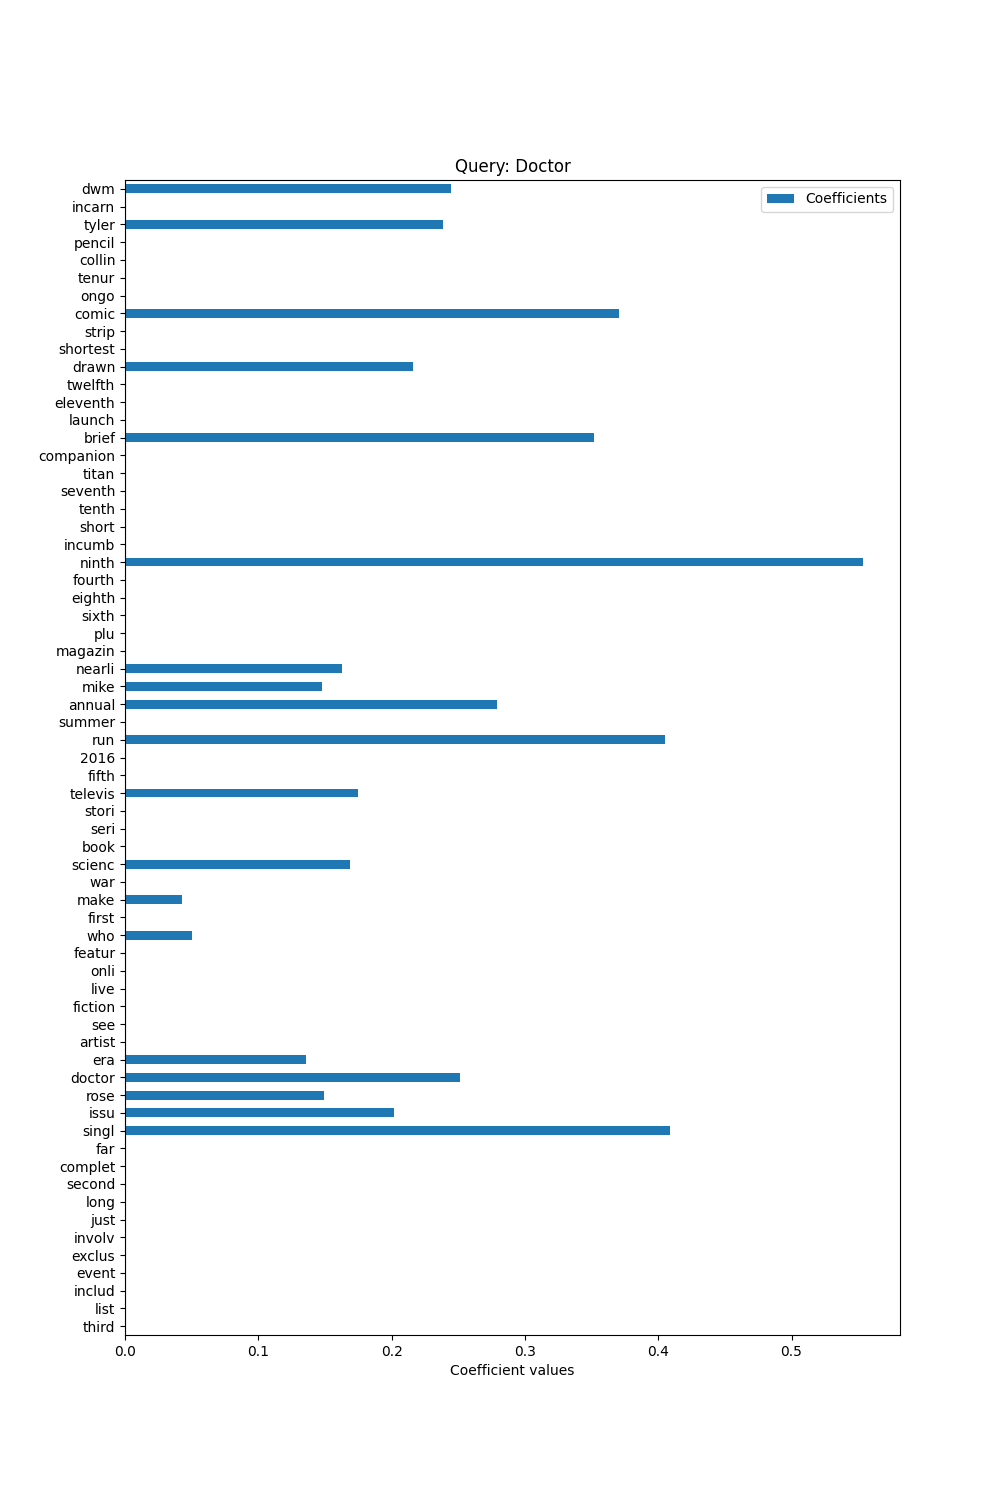 Query: Doctor
Coefficients
dwm
incarn
tyler
pencil
collin
tenur
ongo
comic
strip
shortest
drawn
twelfth
eleventh
launch
brief
companion
titan
seventh
tenth
short
incumb
ninth
fourth
eighth
sixth
plu
magazin
nearli
mike
annual
summer
run
2016
fifth
televis
stori
seri
book
scienc
war
make
first
who
featur
onli
live
fiction
see
artist
era
doctor
rose
issu
singl
far
complet
second
long
just
involv
exclus
event
includ
list
third
0.0 0.1 0.2 0.3 0.4 0.5
Coefficient values